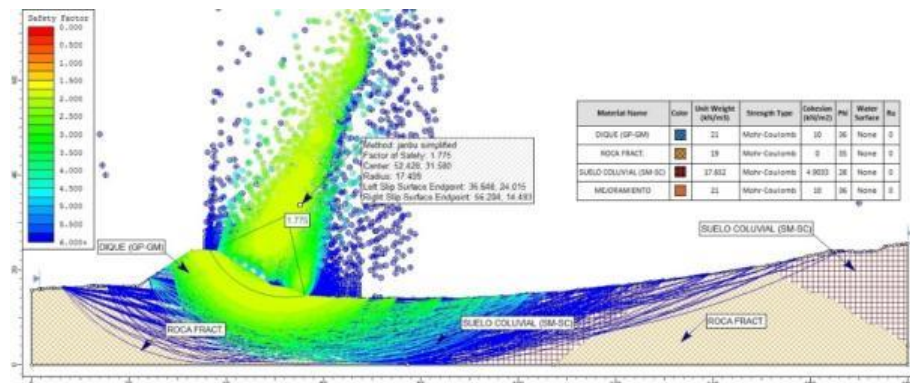 Safety Factor
0.000
0.500
1.000
1.500
2.000
2.500
3.000
3.500
4.000
4.500
5.000
5.500
6.000+
Method: janbu simplified
Factor of Safety: 1.775
Center: 52.428, 31.580
Radius: 17.409
Left Slip Surface Endpoint: 36.648, 24.015
Right Slip Surface Endpoint: 56.294, 14.493
1.775
Material Name Color Unit Weight (kN/m3) Strength Type Cohesion (kN/m2) Phi Water Surface Ru
DIQUE (GP-GM) 21 Mohr-Coulomb 10 36 None 0
ROCA FRACT. 19 Mohr-Coulomb 0 35 None 0
SUELO COLUVIAL (SM-SC) 17.652 Mohr-Coulomb 4.9033 28 None 0
MEJORAMIENTO 21 Mohr-Coulomb 10 36 None 0
SUELO COLUVIAL (SM-SC)
DIQUE (GP-GM)
ROCA FRACT.
SUELO COLUVIAL (SM-SC)
ROCA FRACT.